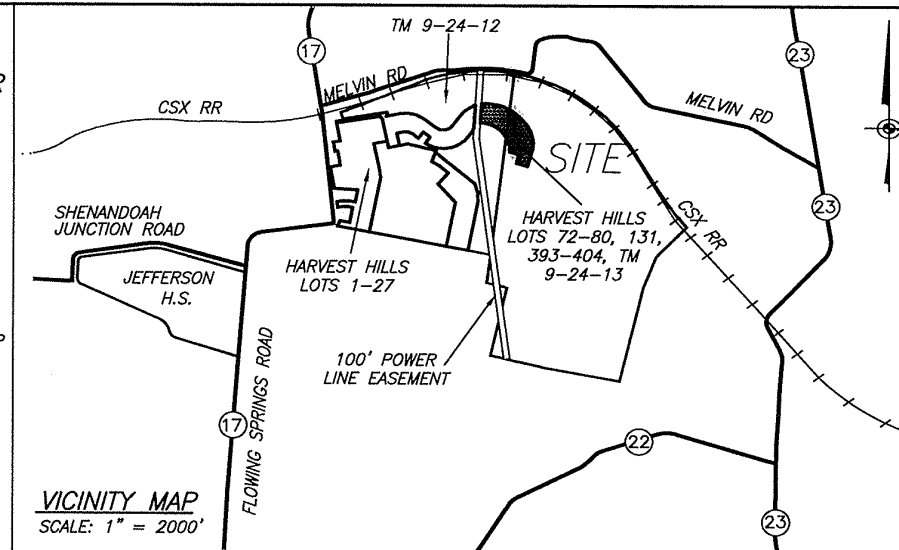 TM 9-24-12
17
23
MELVIN RD
CSX RR
MELVIN RD
SITE
SHENANDOAH
JUNCTION ROAD
23
CSX RR
HARVEST HILLS
LOTS 72-80, 131,
393-404, TM
9-24-13
JEFFERSON
H.S.
HARVEST HILLS
LOTS 1-27
100' POWER
LINE EASEMENT
FLOWING SPRINGS ROAD
17
22
VICINITY MAP
SCALE: 1" = 2000'
23